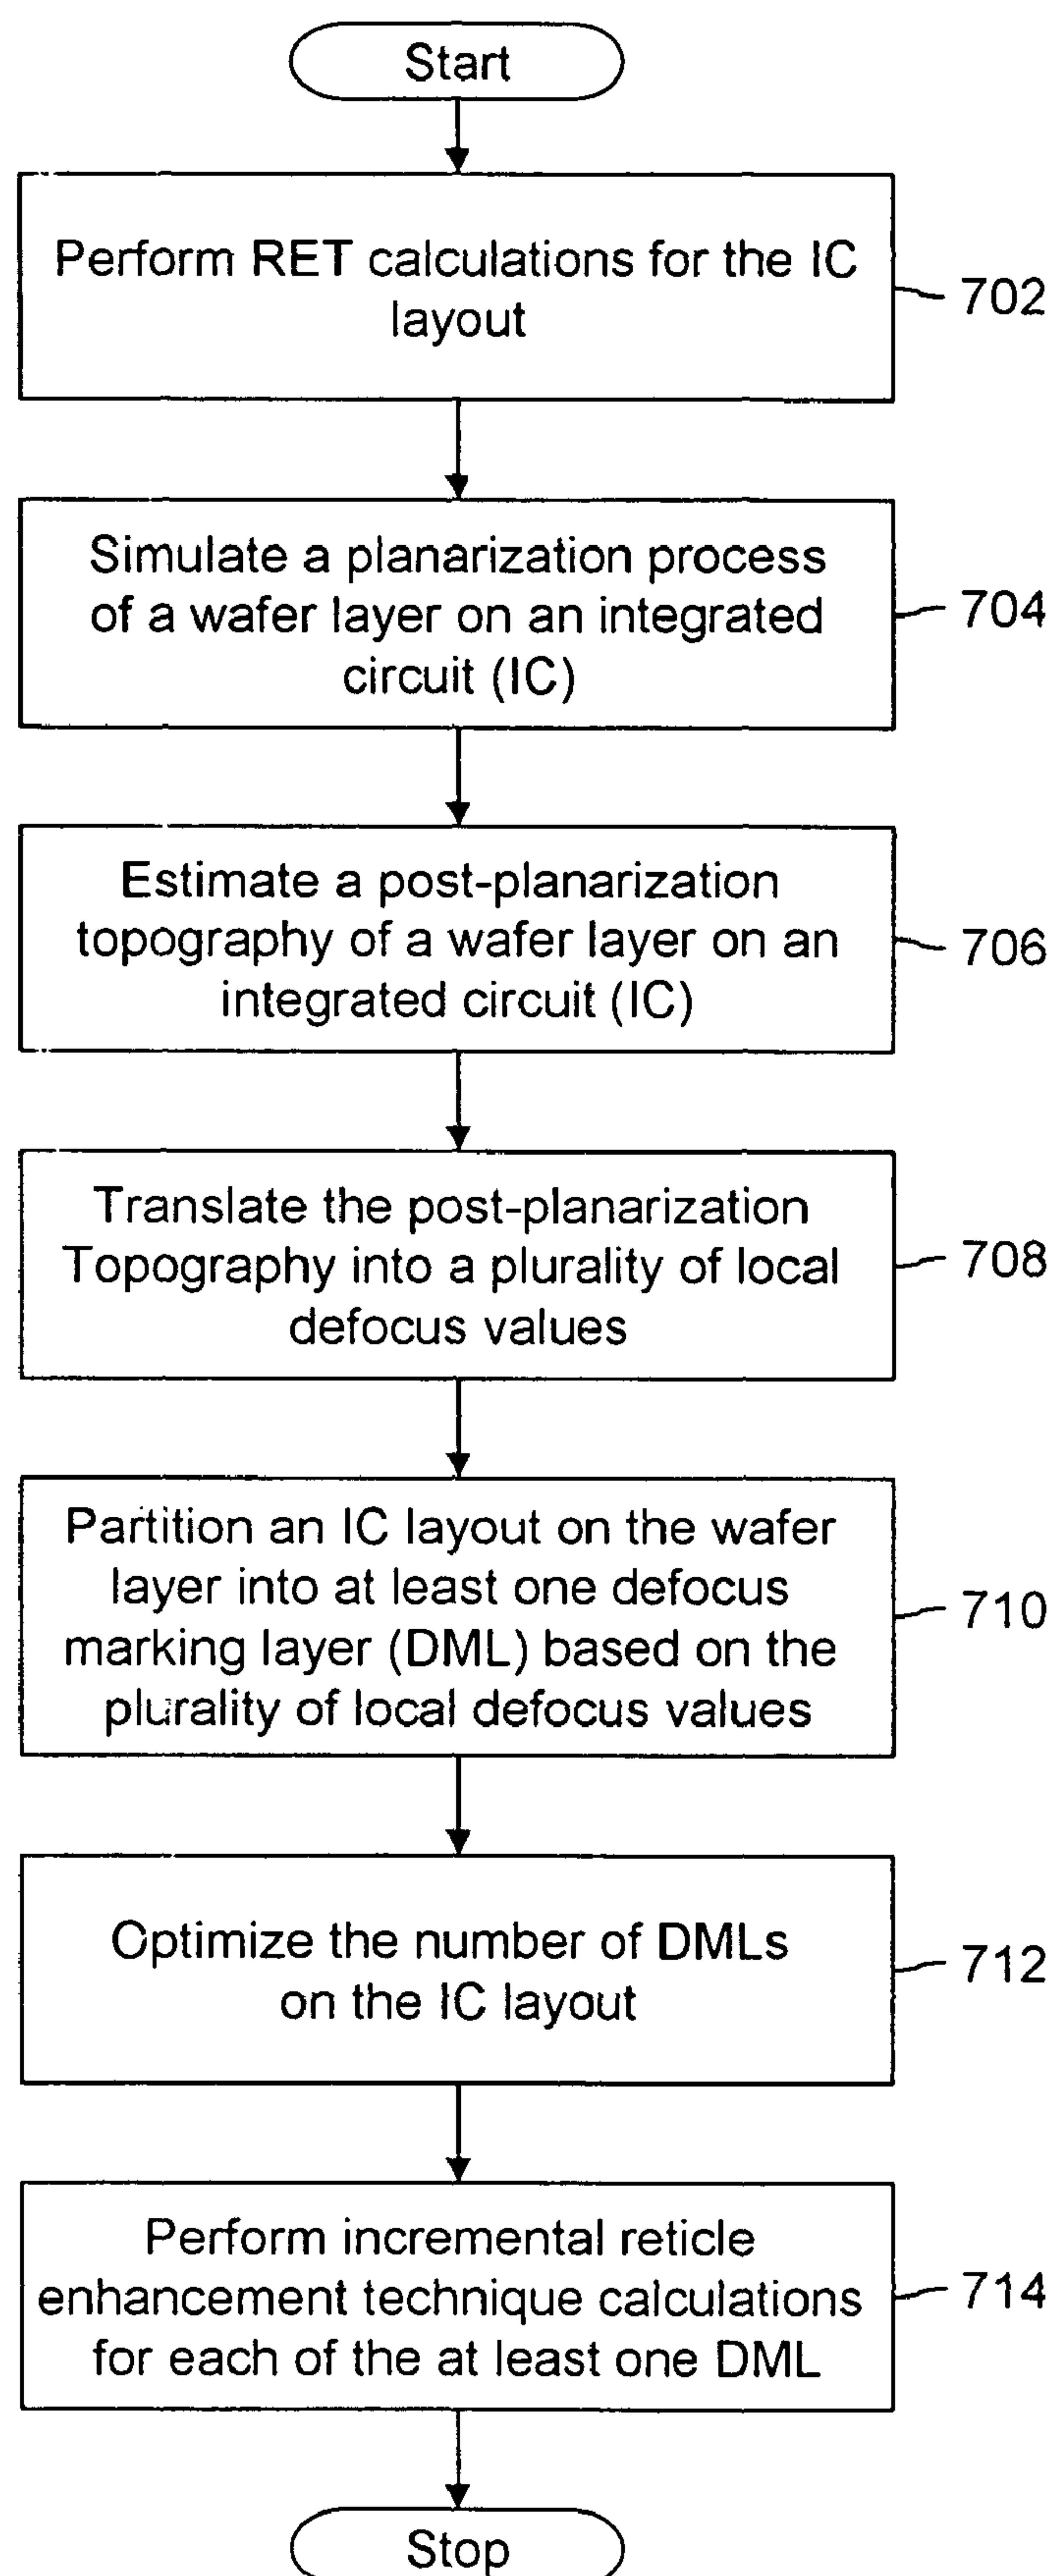 Start
Perform RET calculations for the IC
layout
702
Simulate a planarization process
of a wafer layer on an integrated
circuit (IC)
704
Estimate a post-planarization
topography of a wafer layer on an
integrated circuit (IC)
706
Translate the post-planarization
Topography into a plurality of local
defocus values
708
Partition an IC layout on the wafer
layer into at least one defocus
marking layer (DML) based on the
plurality of local defocus values
710
Optimize the number of DMLs
on the IC layout
712
Perform incremental reticle
enhancement technique calculations
for each of the at least one DML
714
Stop